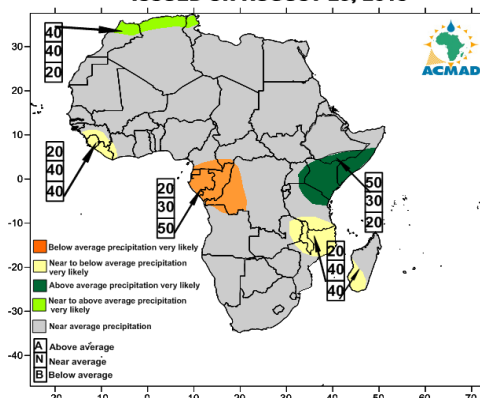 ACMAD
30
20
10
0
-10
-20
-30
-40
40
40
20
20
40
40
20
30
50
50
30
20
20
40
40
Below average precipitation very likely
Near to below average precipitation
very likely
Above average precipitation very likely
Near to above average precipitation
very likely
Near average precipitation
A Above average
N Near average
B Below average
-10 0 10 20 30 40 50 60